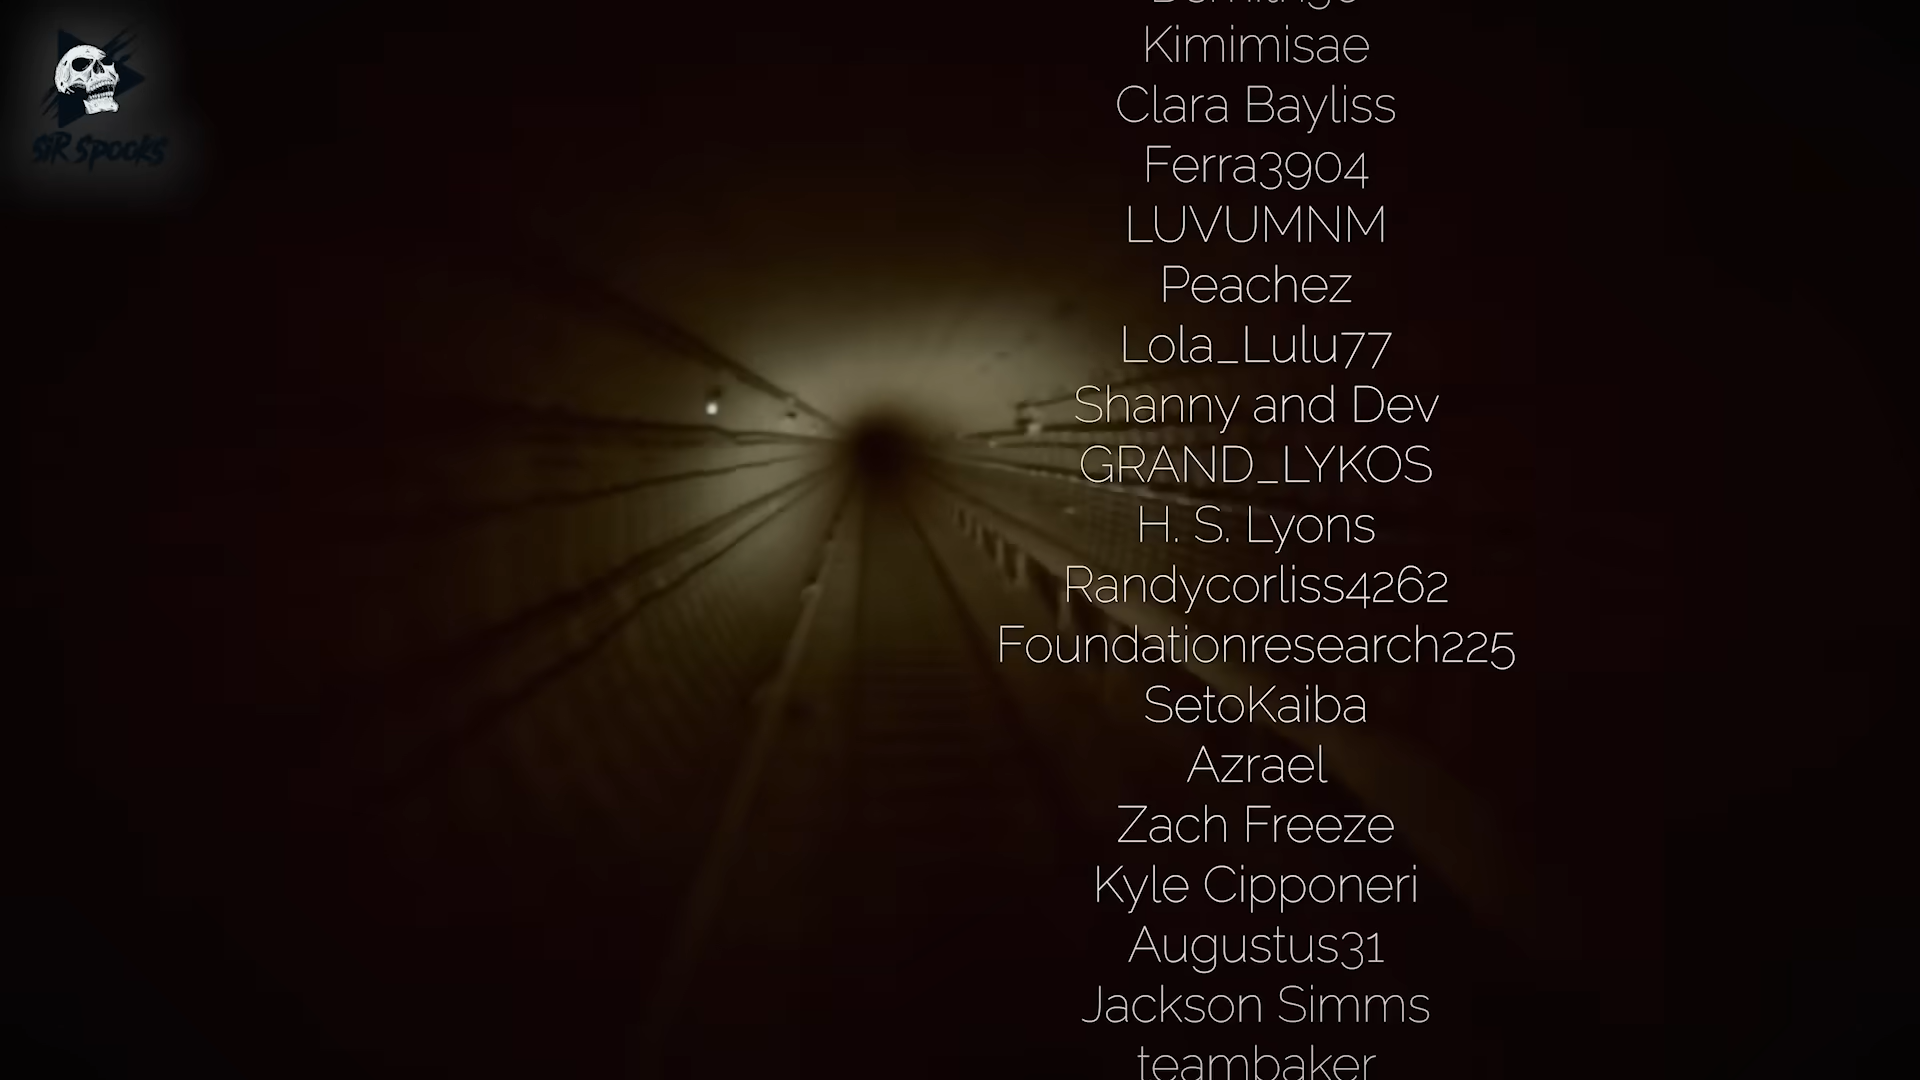 SiR SpookS
Kimimisae
Clara Bayliss
Ferra3904
LUVUMNM
Peachez
Lola_Lulu77
Shanny and Dev
GRAND_LYKOS
H. S. Lyons
Randycorliss4262
Foundationresearch225
SetoKaiba
Azrael
Zach Freeze
Kyle Cipponeri
Augustus31
Jackson Simms
teambaker